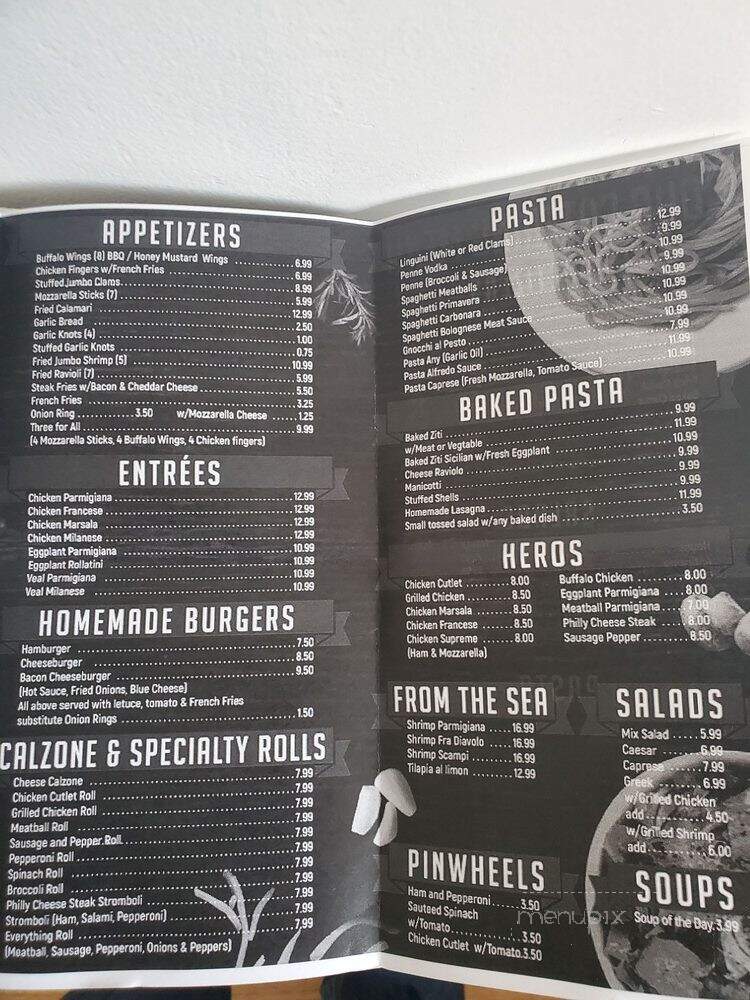 APPETIZERS
Buffalo Wings (8) BBQ / Honey Mustard Wings 6.99
Chicken Fingers w/French Fries 6.99
Stuffed Jumbo Clams 8.99
Mozzarella Sticks (7) 5.99
Fried Calamari 12.99
Garlic Bread 2.50
Garlic Knots (4) 1.00
Stuffed Garlic Knots 0.75
Fried Jumbo Shrimp (5) 10.99
Fried Ravioli (7) 5.99
Steak Fries w/Bacon & Cheddar Cheese 5.50
French Fries 3.25
Onion Ring 3.50 w/Mozzarella Cheese 1.25
Three for All 9.99
(4 Mozzarella Sticks, 4 Buffalo Wings, 4 Chicken fingers)
ENTRÉES
Chicken Parmigiana 12.99
Chicken Francese 12.99
Chicken Marsala 12.99
Chicken Milanese 12.99
Eggplant Parmigiana 10.99
Eggplant Rollatini 10.99
Veal Parmigiana 10.99
Veal Milanese 10.99
HOMEMADE BURGERS
Hamburger 7.50
Cheeseburger 8.50
Bacon Cheeseburger 9.50
(Hot Sauce, Fried Onions, Blue Cheese)
All above served with letuce, tomato & French Fries
substitute Onion Rings 1.50
CALZONE & SPECIALTY ROLLS
Cheese Calzone 7.99
Chicken Cutlet Roll 7.99
Grilled Chicken Roll 7.99
Meatball Roll 7.99
Sausage and Pepper Roll 7.99
Pepperoni Roll 7.99
Spinach Roll 7.99
Broccoli Roll 7.99
Philly Cheese Steak Stromboli 7.99
Stromboli (Ham, Salami, Pepperoni) 7.99
Everything Roll 7.99
(Meatball, Sausage, Pepperoni, Onions & Peppers)
PASTA
Linguini (White or Red Clams) 12.99
Penne Vodka 9.99
Penne (Broccoli & Sausage) 10.99
Spaghetti Meatballs 9.99
Spaghetti Primavera 10.99
Spaghetti Carbonara 10.99
Spaghetti Bolognese Meat Sauce 10.99
Gnocchi al Pesto 10.99
Pasta Any (Garlic Oil) 7.99
Pasta Alfredo Sauce 11.99
Pasta Caprese (Fresh Mozzarella, Tomato Sauce) 10.99
BAKED PASTA
Baked Ziti 9.99
w/Meat or Vegtable 11.99
Baked Ziti Sicilian w/Fresh Eggplant 10.99
Cheese Raviolo 9.99
Manicotti 9.99
Stuffed Shells 9.99
Homemade Lasagna 11.99
Small tossed salad w/any baked dish 3.50
HEROS
Chicken Cutlet 8.00
Grilled Chicken 8.50
Chicken Marsala 8.50
Chicken Francese 8.50
Chicken Supreme 8.00
(Ham & Mozzarella)
Buffalo Chicken 8.00
Eggplant Parmigiana 8.00
Meatball Parmigiana 7.00
Philly Cheese Steak 8.00
Sausage Pepper 8.50
FROM THE SEA
Shrimp Parmigiana 16.99
Shrimp Fra Diavolo 16.99
Shrimp Scampi 16.99
Tilapia al limon 12.99
SALADS
Mix Salad 5.99
Caesar 6.99
Caprese 7.99
Greek 6.99
w/Grilled Chicken
add 4.50
w/Grilled Shrimp
add 6.00
PINWHEELS
Ham and Pepperoni 3.50
Sauteed Spinach
w/Tomato 3.50
Chicken Cutlet w/Tomato 3.50
SOUPS
Soup of the Day 3.99
menupix